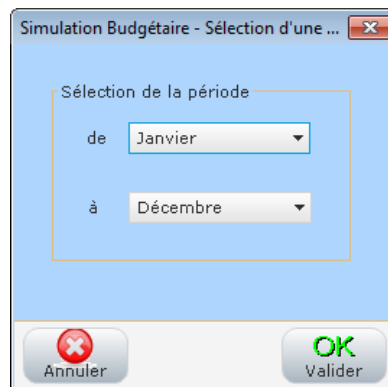 Simulation Budgétaire - Sélection d'une ...
Sélection de la période
de Janvier
à Décembre
OK
Annuler Valider